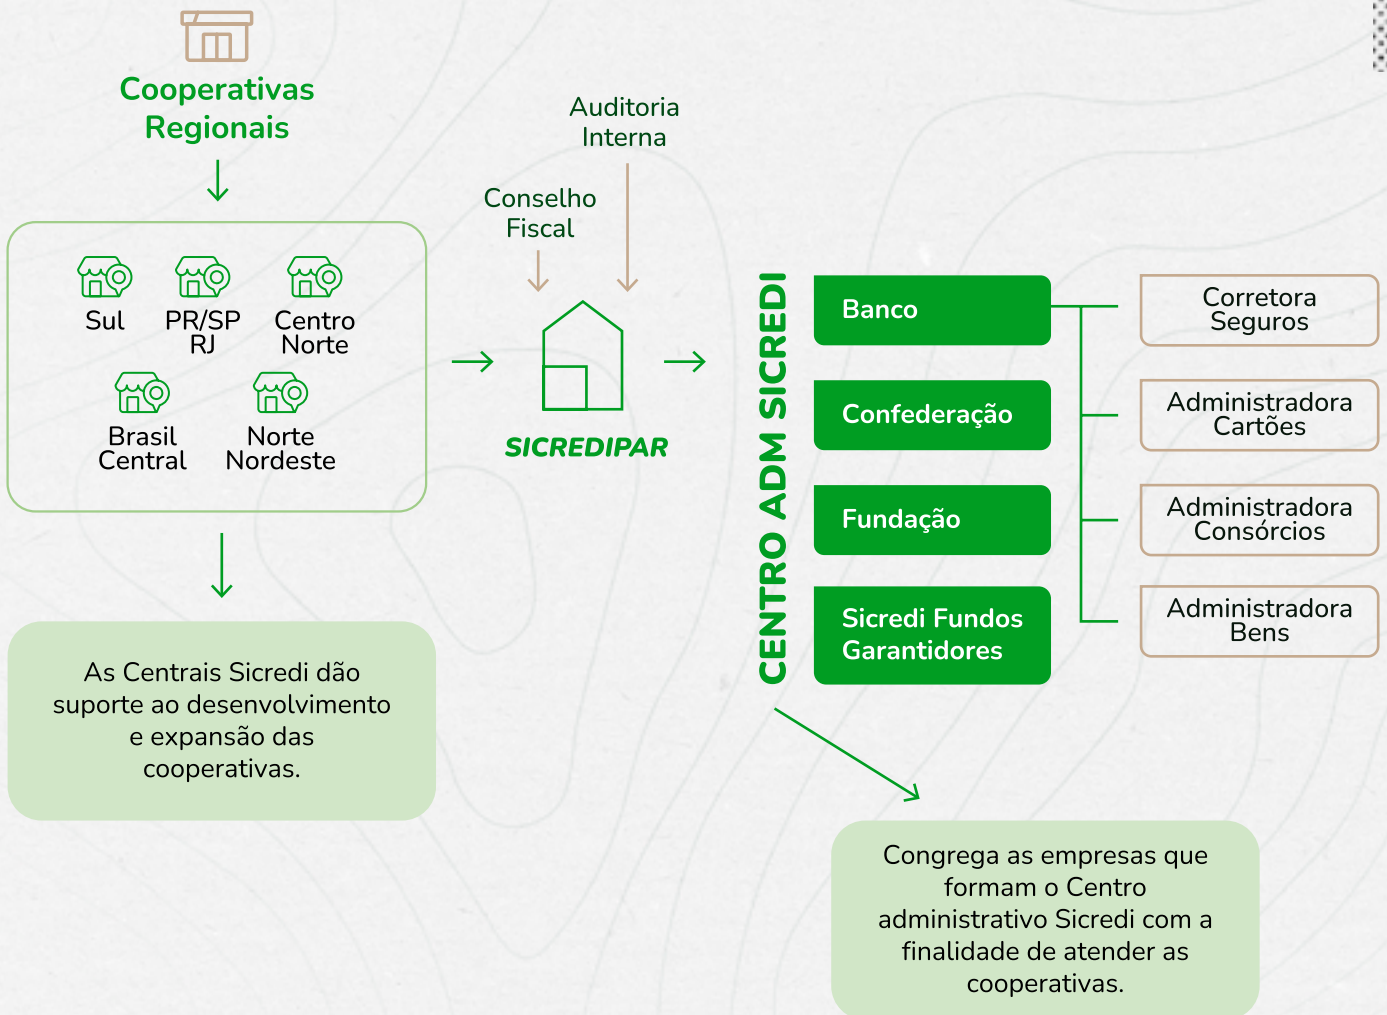 Cooperativas
Regionais
Auditoria
Interna
Conselho
Fiscal
Sul
PR/SP
RJ
Centro
Norte
Brasil
Central
Norte
Nordeste
SICREDIPAR
CENTRO ADM SICREDI
Banco
Confederação
Fundação
Sicredi Fundos
Garantidores
Corretora
Seguros
Administradora
Cartões
Administradora
Consórcios
Administradora
Bens
As Centrais Sicredi dão
suporte ao desenvolvimento
e expansão das
cooperativas.
Congrega as empresas que
formam o Centro
administrativo Sicredi com a
finalidade de atender as
cooperativas.